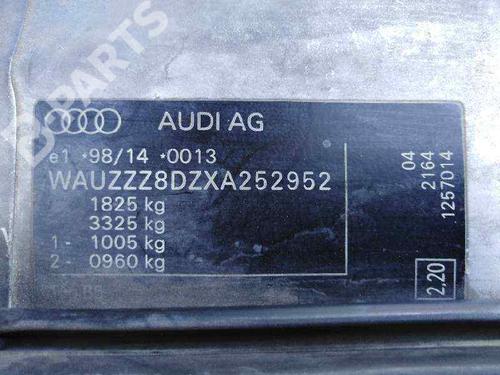 B-PARTS
AUDI AG
e1 *98/14 *0013
WAUZZZ8DZXA252952
1825 kg
3325 kg
1- 1005 kg
2- 0960 kg
04
2164
1257014
2,20